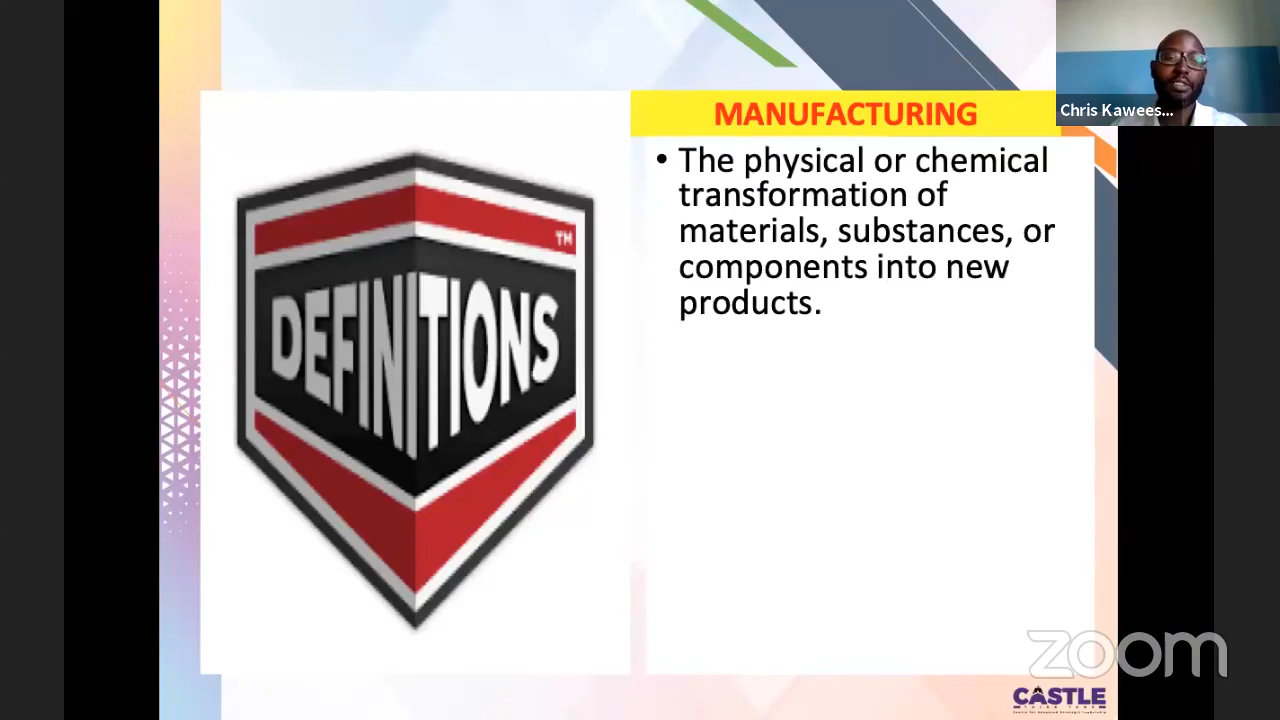 MANUFACTURING
Chris Kawees...
• The physical or chemical
transformation of
materials, substances, or
components into new
products.
DEFINITIONS
TM
zoom
CASTLE